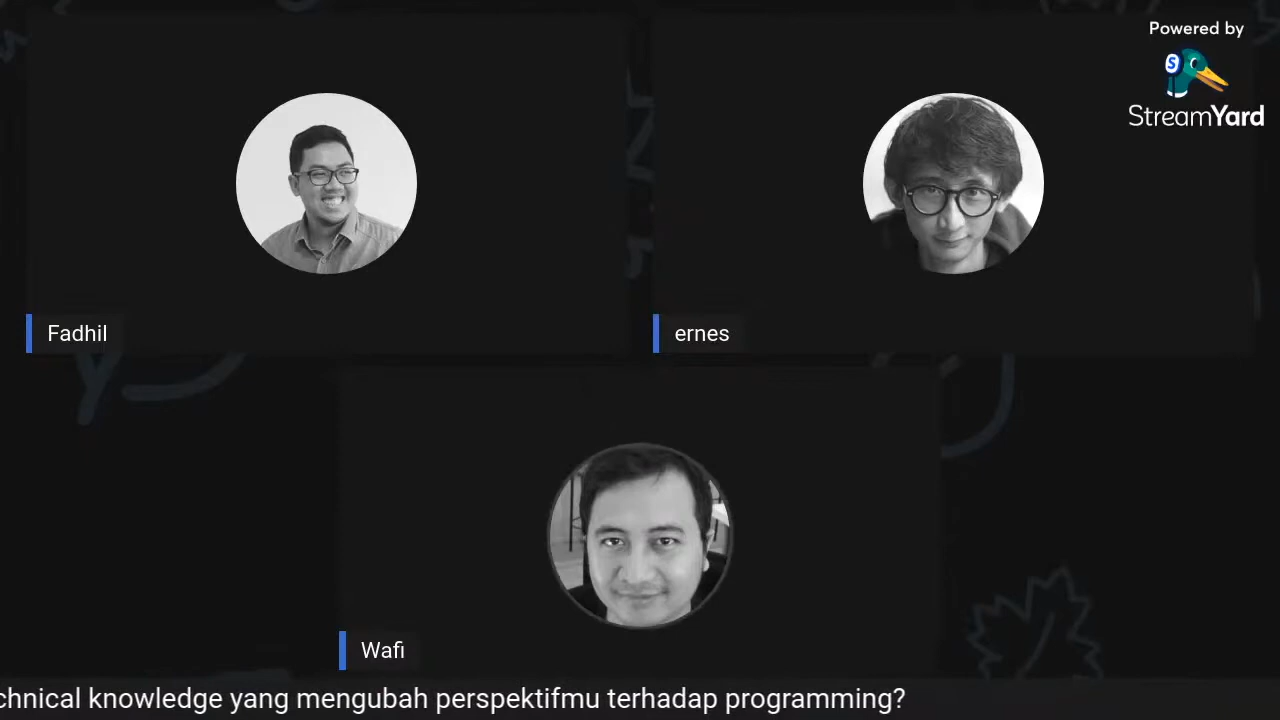 Powered by
S
StreamYard
Fadhil
ernes
Wafi
chnical knowledge yang mengubah perspektifmu terhadap programming?